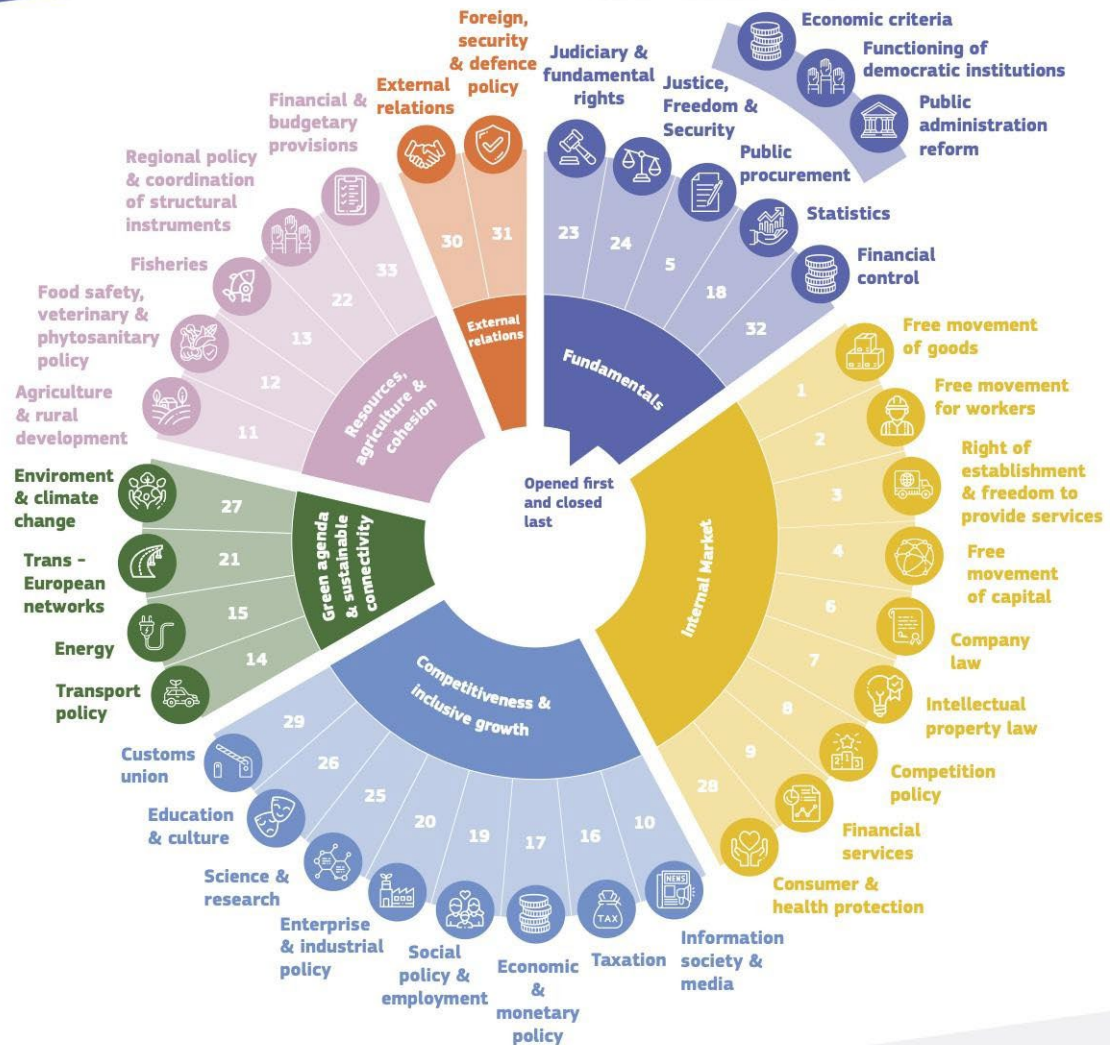 Economic criteria
Functioning of
democratic institutions
Public
administration
reform
Foreign,
security
& defence
policy
External
relations
Judiciary &
fundamental
rights
Justice,
Freedom &
Security
Public
procurement
Statistics
Financial
control
23
24
5
18
32
Fundamentals
Opened first
and closed
last
Free movement
of goods
Free movement
for workers
Right of
establishment
& freedom to
provide services
Free
movement
of capital
Company
law
Intellectual
property law
Competition
policy
Financial
services
Consumer &
health protection
1
2
3
4
6
7
8
9
28
Internal Market
Information
society &
media
Taxation
Economic
&
monetary
policy
Social
policy &
employment
Enterprise
& industrial
policy
Science &
research
Education
& culture
Customs
union
10
16
17
19
20
25
26
29
Competitiveness &
inclusive growth
Transport
policy
Energy
Trans -
European
networks
Enviroment
& climate
change
14
15
21
27
Green agenda
& sustainable
connectivity
Agriculture
& rural
development
Food safety,
veterinary &
phytosanitary
policy
Fisheries
Regional policy
& coordination
of structural
instruments
Financial &
budgetary
provisions
11
12
13
22
33
Resources,
agriculture &
cohesion
30
31
External
relations
NEWS
TAX
2 1 3